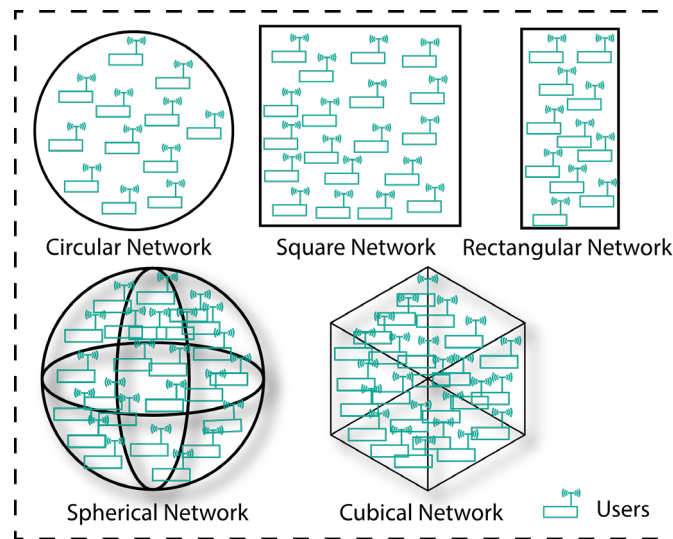 Circular Network
Square Network
Rectangular Network
Spherical Network
Cubical Network
Users